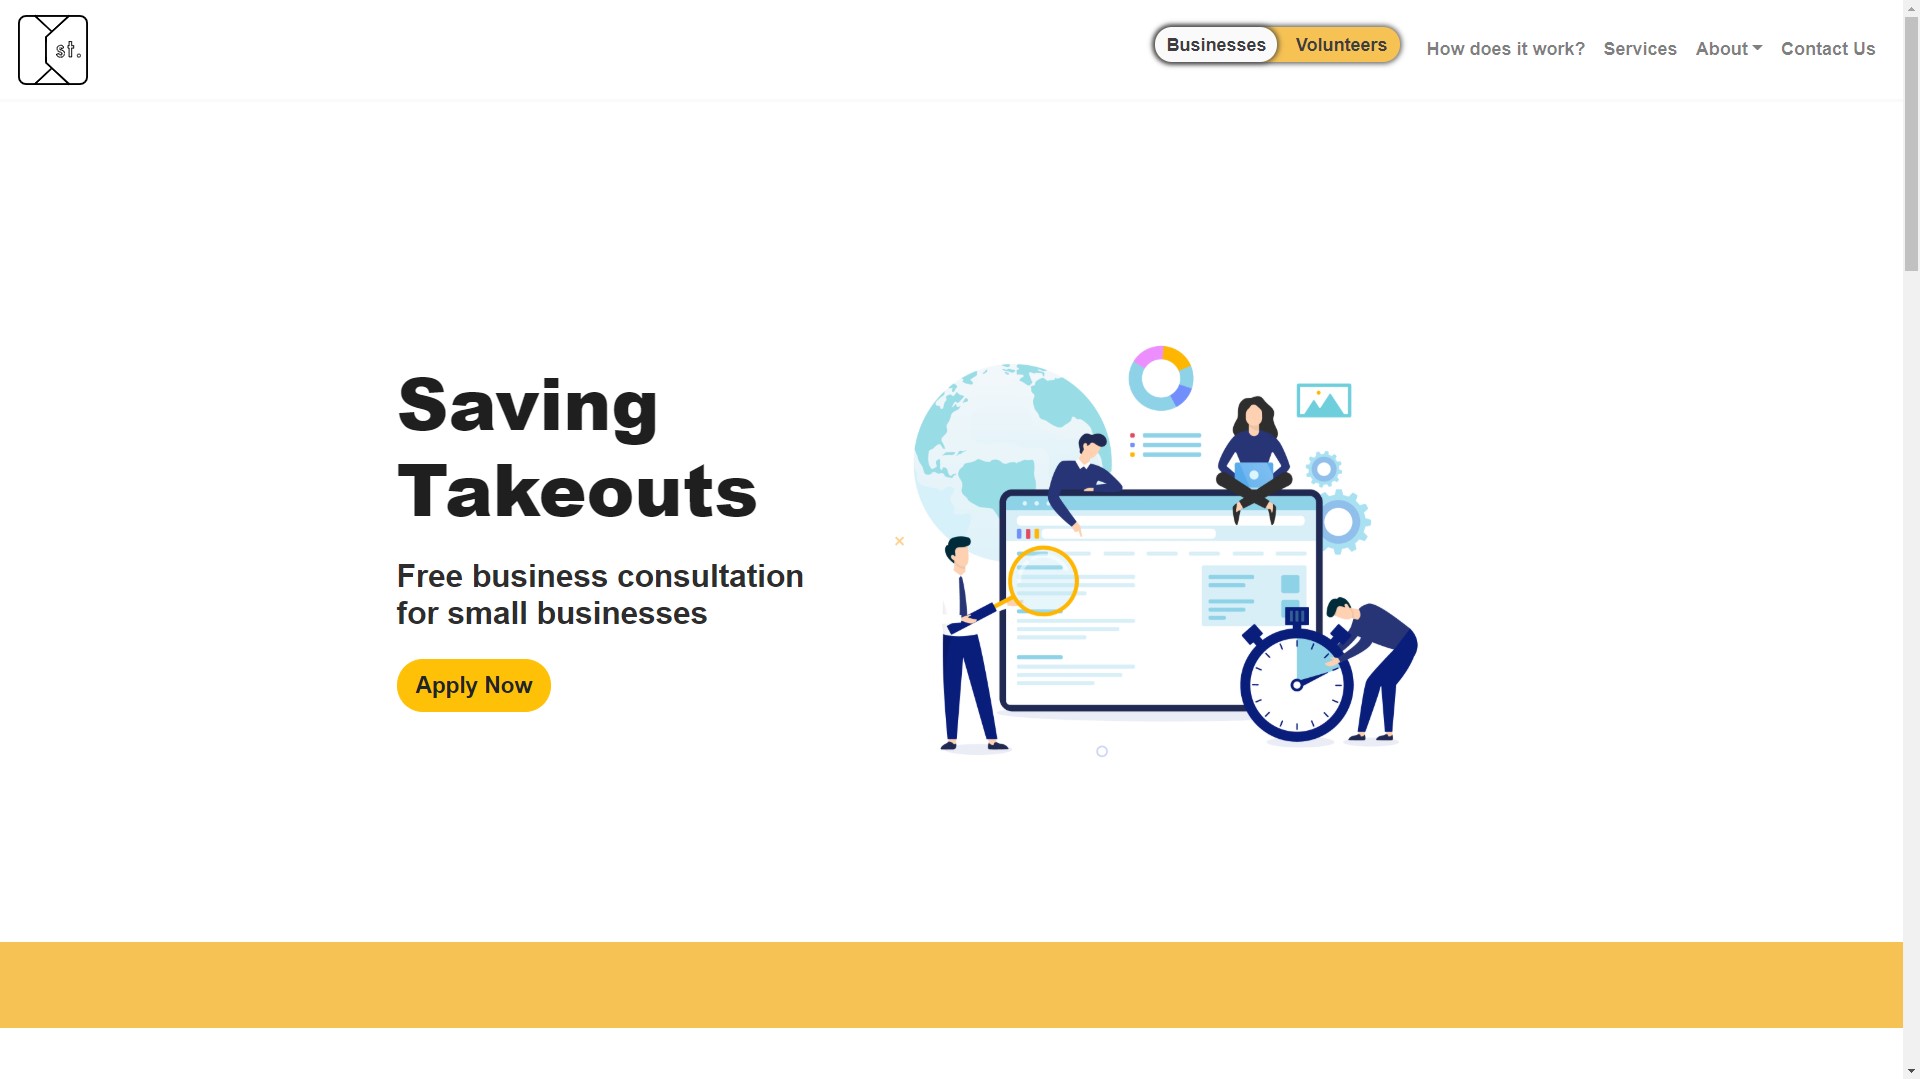 st.
Businesses Volunteers How does it work? Services About Contact Us
Saving
Takeouts
Free business consultation
for small businesses
Apply Now